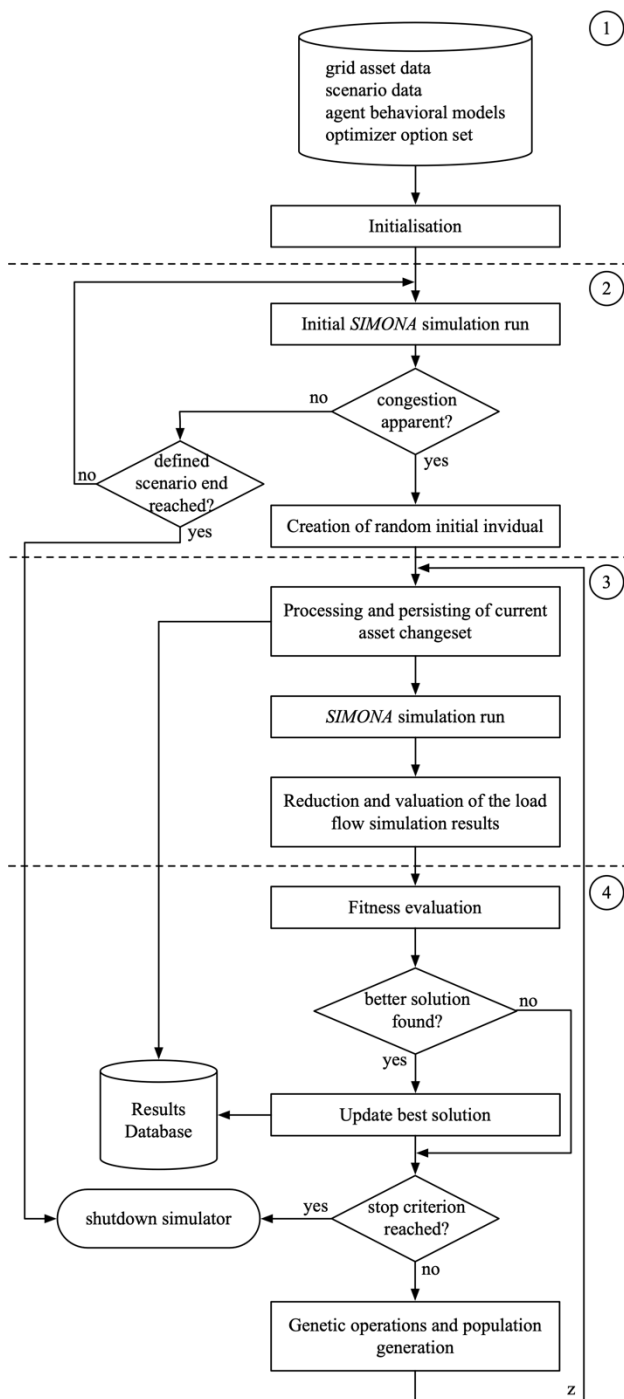 1
grid asset data
scenario data
agent behavioral models
optimizer option set
Initialisation
2
Initial SIMONA simulation run
no
congestion
apparent?
yes
no
defined
scenario end
reached?
yes
Creation of random initial invidual
3
Processing and persisting of current
asset changeset
SIMONA simulation run
Reduction and valuation of the load
flow simulation results
4
Fitness evaluation
better solution
found?
no
yes
Results
Database
Update best solution
shutdown simulator
yes
stop criterion
reached?
no
Genetic operations and population
generation
z